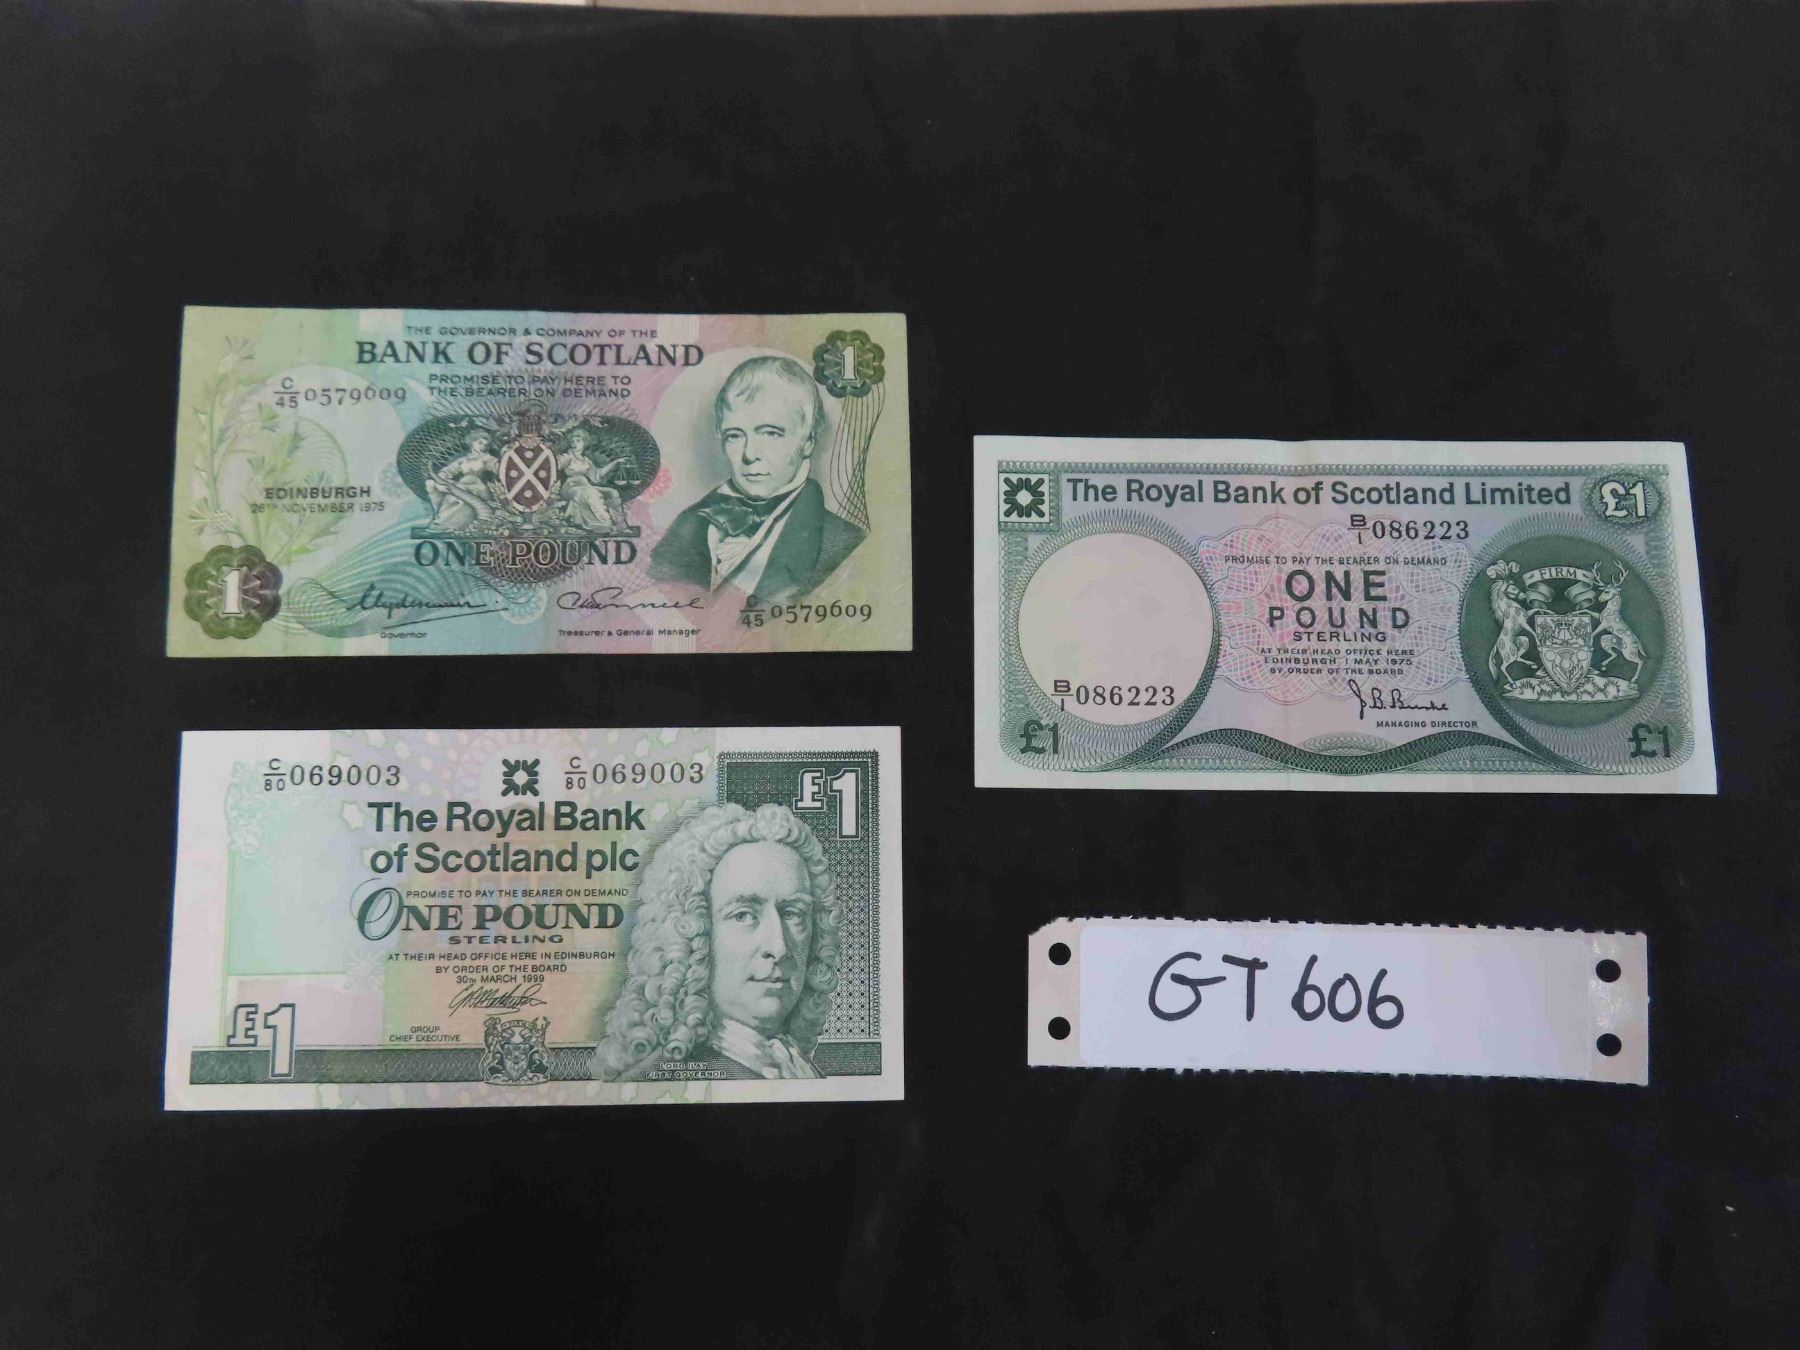 THE GOVERNOR & COMPANY OF THE
BANK OF SCOTLAND
PROMISE TO PAY HERE TO
THE BEARER ON DEMAND
C/45 0579609
EDINBURGH
26TH NOVEMBER 1975
ONE POUND
1
1
Governor
Treasurer & General Manager
C/45 0579609
The Royal Bank of Scotland Limited
£1
B/1 086223
PROMISE TO PAY THE BEARER ON DEMAND
ONE
POUND
STERLING
AT THEIR HEAD OFFICE HERE
EDINBURGH 1 MAY 1975
BY ORDER OF THE BOARD
J.B. Burke
MANAGING DIRECTOR
FIRM
B/1 086223
£1
£1
C/80 069003
C/80 069003
£1
The Royal Bank
of Scotland plc
PROMISE TO PAY THE BEARER ON DEMAND
ONE POUND
STERLING
AT THEIR HEAD OFFICE HERE IN EDINBURGH
BY ORDER OF THE BOARD
30TH MARCH 1999
GROUP
CHIEF EXECUTIVE
£1
LORD ILAY
FIRST GOVERNOR
GT 606